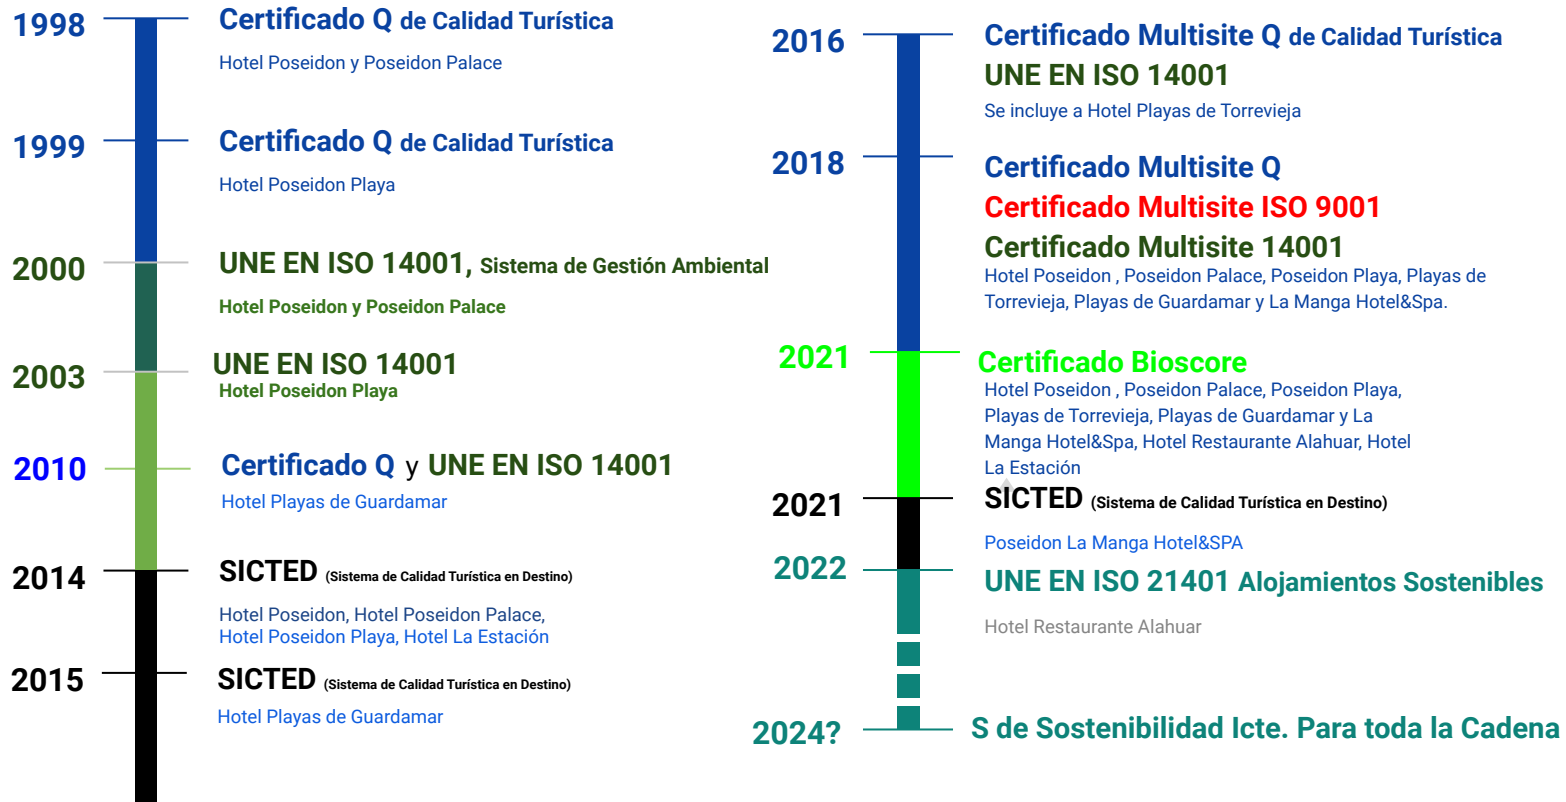 1998
Certificado Q de Calidad Turística
Hotel Poseidon y Poseidon Palace
1999
Certificado Q de Calidad Turística
Hotel Poseidon Playa
2000
UNE EN ISO 14001, Sistema de Gestión Ambiental
Hotel Poseidon y Poseidon Palace
2003
UNE EN ISO 14001
Hotel Poseidon Playa
2010
Certificado Q y UNE EN ISO 14001
Hotel Playas de Guardamar
2014
SICTED (Sistema de Calidad Turística en Destino)
Hotel Poseidon, Hotel Poseidon Palace,
Hotel Poseidon Playa, Hotel La Estación
2015
SICTED (Sistema de Calidad Turística en Destino)
Hotel Playas de Guardamar
2016
Certificado Multisite Q de Calidad Turística
UNE EN ISO 14001
Se incluye a Hotel Playas de Torrevieja
2018
Certificado Multisite Q
Certificado Multisite ISO 9001
Certificado Multisite 14001
Hotel Poseidon , Poseidon Palace, Poseidon Playa, Playas de
Torrevieja, Playas de Guardamar y La Manga Hotel&Spa.
2021
Certificado Bioscore
Hotel Poseidon , Poseidon Palace, Poseidon Playa,
Playas de Torrevieja, Playas de Guardamar y La
Manga Hotel&Spa, Hotel Restaurante Alahuar, Hotel
La Estación
2021
SICTED (Sistema de Calidad Turística en Destino)
Poseidon La Manga Hotel&SPA
2022
UNE EN ISO 21401 Alojamientos Sostenibles
Hotel Restaurante Alahuar
2024?
S de Sostenibilidad Icte. Para toda la Cadena